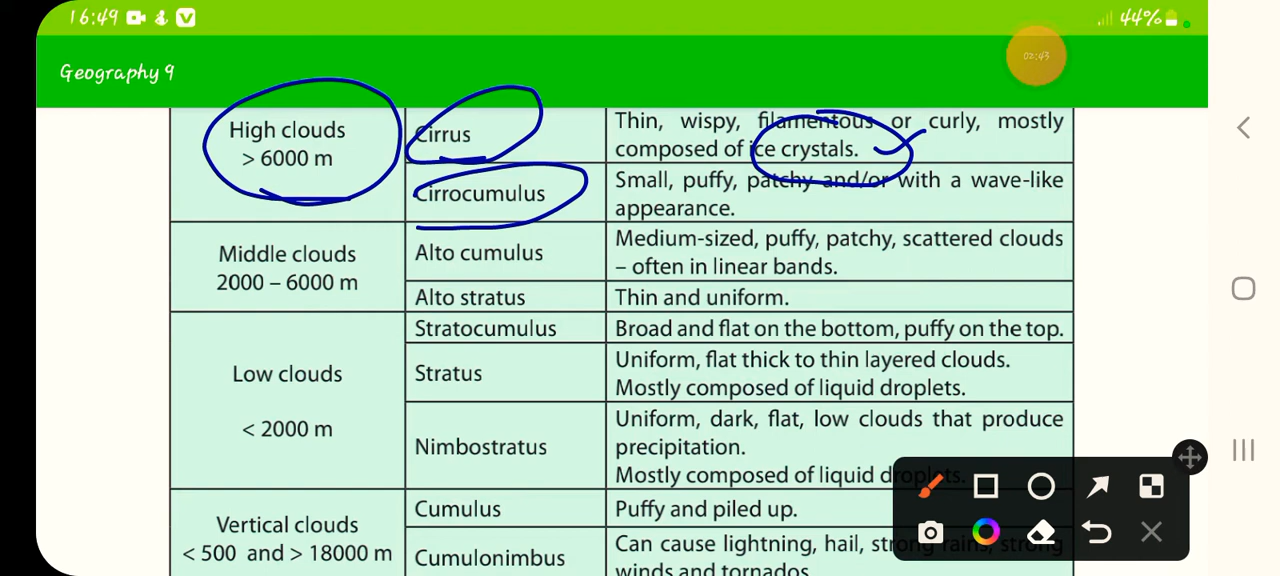 16:49
44%
Geography 9
02:43
High clouds
> 6000 m
Cirrus
Thin, wispy, filamentous or curly, mostly
composed of ice crystals.
Cirrocumulus
Small, puffy, patchy and/or with a wave-like
appearance.
Middle clouds
2000 – 6000 m
Alto cumulus
Medium-sized, puffy, patchy, scattered clouds
– often in linear bands.
Alto stratus
Thin and uniform.
Low clouds
< 2000 m
Stratocumulus
Broad and flat on the bottom, puffy on the top.
Stratus
Uniform, flat thick to thin layered clouds.
Mostly composed of liquid droplets.
Nimbostratus
Uniform, dark, flat, low clouds that produce
precipitation.
Mostly composed of liquid droplets.
Vertical clouds
< 500 and > 18000 m
Cumulus
Puffy and piled up.
Cumulonimbus
Can cause lightning, hail, strong rains, strong
winds and tornados.